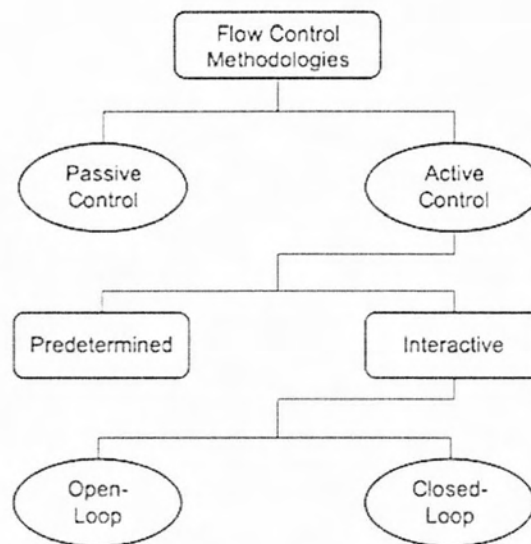 Flow Control
Methodologies
Passive
Control
Active
Control
Predetermined
Interactive
Open-
Loop
Closed-
Loop